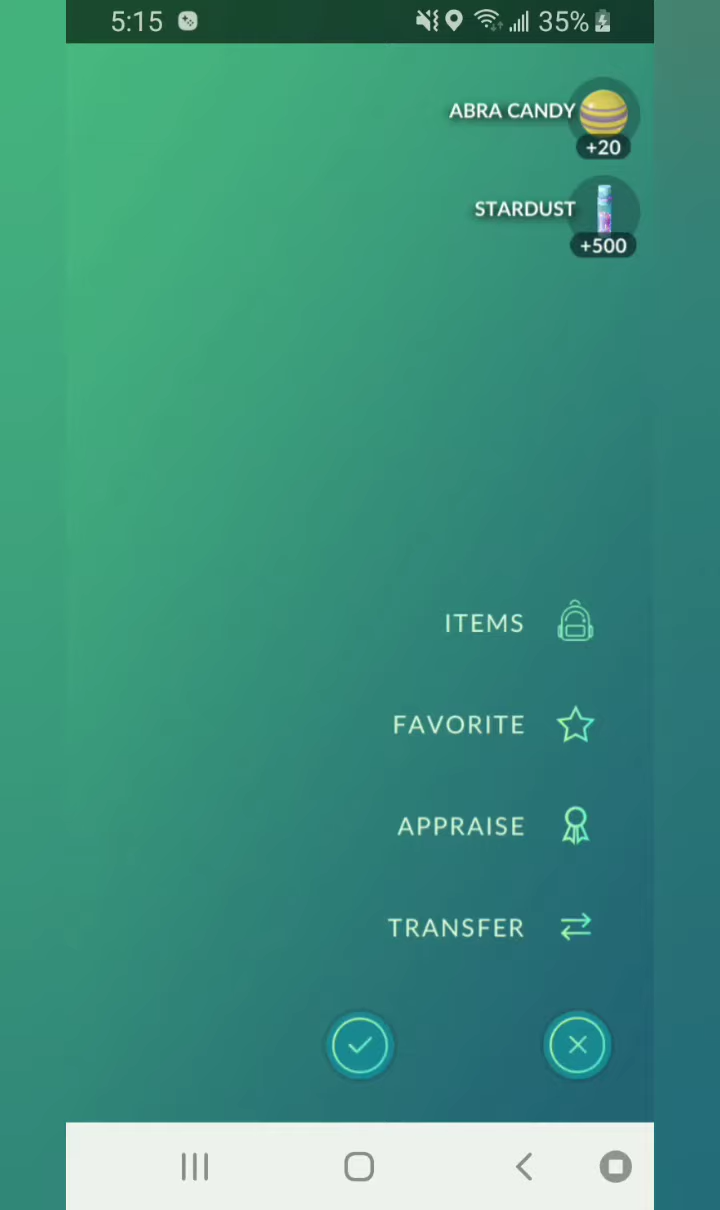 5:15
35%
ABRA CANDY
+20
STARDUST
+500
ITEMS
FAVORITE
APPRAISE
TRANSFER